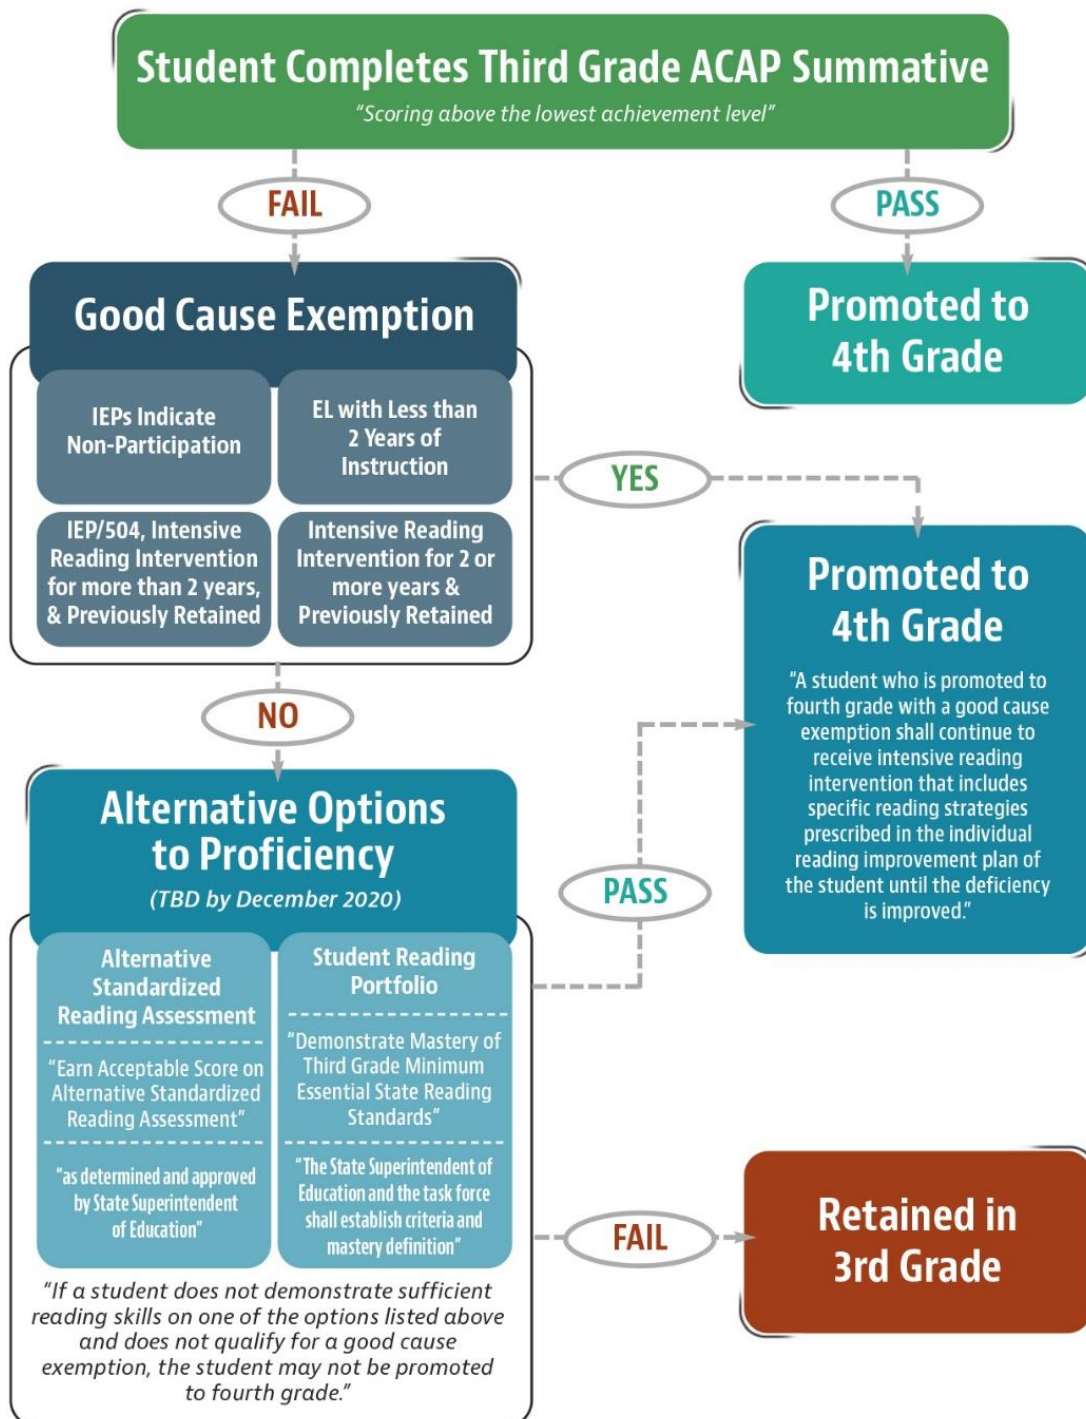 Student Completes Third Grade ACAP Summative
"Scoring above the lowest achievement level"
FAIL
PASS
Good Cause Exemption
IEPs Indicate
Non-Participation
EL with Less than
2 Years of
Instruction
IEP/504, Intensive
Reading Intervention
for more than 2 years,
& Previously Retained
Intensive Reading
Intervention for 2 or
more years &
Previously Retained
Promoted to
4th Grade
YES
Promoted to
4th Grade
"A student who is promoted to
fourth grade with a good cause
exemption shall continue to
receive intensive reading
intervention that includes
specific reading strategies
prescribed in the individual
reading improvement plan of
the student until the deficiency
is improved."
NO
Alternative Options
to Proficiency
(TBD by December 2020)
Alternative
Standardized
Reading Assessment
"Earn Acceptable Score on
Alternative Standardized
Reading Assessment"
"as determined and approved
by State Superintendent
of Education"
Student Reading
Portfolio
"Demonstrate Mastery of
Third Grade Minimum
Essential State Reading
Standards"
"The State Superintendent of
Education and the task force
shall establish criteria and
mastery definition"
"If a student does not demonstrate sufficient
reading skills on one of the options listed above
and does not qualify for a good cause
exemption, the student may not be promoted
to fourth grade."
PASS
FAIL
Retained in
3rd Grade